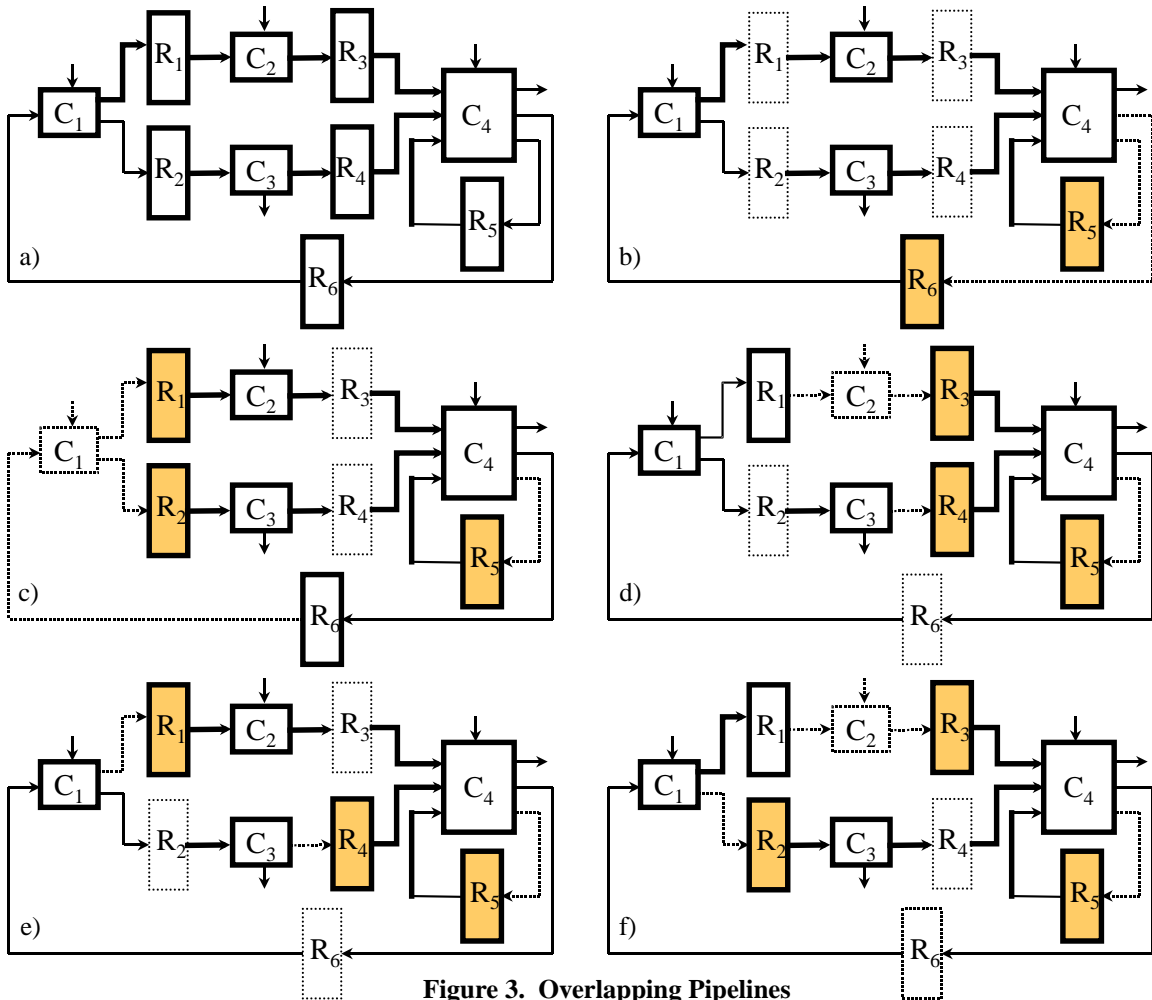 R1 C2 R3
C1 C4
R2 C3 R4
R5
a) R6
R1 C2 R3
C1 C4
R2 C3 R4
R5
b) R6
R1 C2 R3
C1 C4
R2 C3 R4
R5
c) R6
R1 C2 R3
C1 C4
R2 C3 R4
R5
d) R6
R1 C2 R3
C1 C4
R2 C3 R4
R5
e) R6
R1 C2 R3
C1 C4
R2 C3 R4
R5
f) R6
Figure 3. Overlapping Pipelines